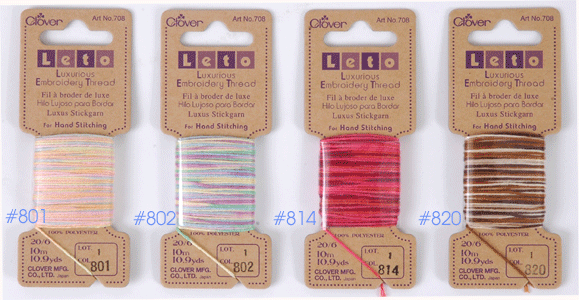 Art No.708
Clover
Leto
Luxurious
Embroidery Thread
Fil à broder de luxe
Hilo Lujoso para Bordar
Luxus Stickgarn
For Hand Stitching
#801
100% POLYESTER
20/6
10m
10.9yds
CLOVER MFG.
CO., LTD. Japan
LOT.
1
COL.
801
Art No.708
Clover
Leto
Luxurious
Embroidery Thread
Fil à broder de luxe
Hilo Lujoso para Bordar
Luxus Stickgarn
For Hand Stitching
#802
100% POLYESTER
20/6
10m
10.9yds
CLOVER MFG.
CO., LTD. Japan
LOT.
1
COL.
802
Art No.708
Clover
Leto
Luxurious
Embroidery Thread
Fil à broder de luxe
Hilo Lujoso para Bordar
Luxus Stickgarn
For Hand Stitching
#814
100% POLYESTER
20/6
10m
10.9yds
CLOVER MFG.
CO., LTD. Japan
LOT.
1
COL.
814
Art No.708
Clover
Leto
Luxurious
Embroidery Thread
Fil à broder de luxe
Hilo Lujoso para Bordar
Luxus Stickgarn
For Hand Stitching
#820
100% POLYESTER
20/6
10m
10.9yds
CLOVER MFG.
CO., LTD. Japan
LOT.
1
COL.
820